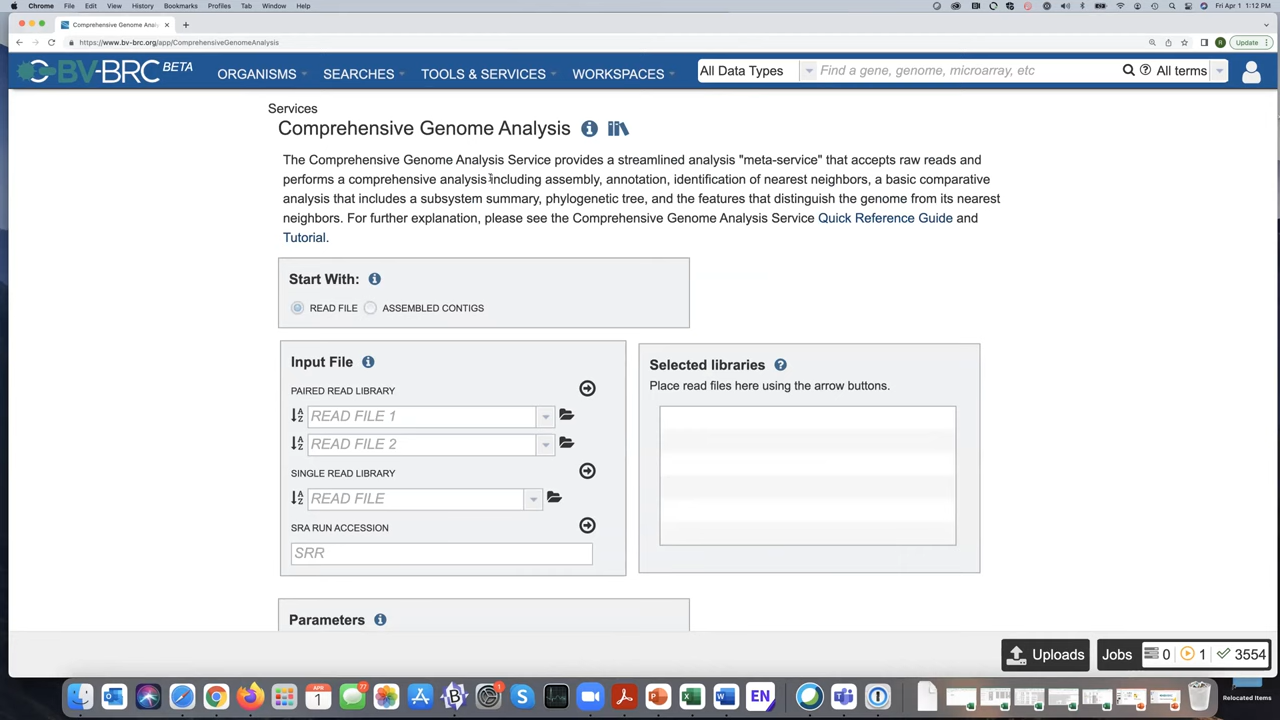 Chrome File Edit View History Bookmarks Profiles Tab Window Help
Fri Apr 1 1:12 PM
Comprehensive Genome Anal
https://www.bv-brc.org/app/ComprehensiveGenomeAnalysis
R
Update
BV-BRC BETA
ORGANISMS SEARCHES TOOLS & SERVICES WORKSPACES
All Data Types Find a gene, genome, microarray, etc All terms
Services
Comprehensive Genome Analysis
The Comprehensive Genome Analysis Service provides a streamlined analysis "meta-service" that accepts raw reads and
performs a comprehensive analysis including assembly, annotation, identification of nearest neighbors, a basic comparative
analysis that includes a subsystem summary, phylogenetic tree, and the features that distinguish the genome from its nearest
neighbors. For further explanation, please see the Comprehensive Genome Analysis Service Quick Reference Guide and
Tutorial.
Start With:
READ FILE ASSEMBLED CONTIGS
Input File
PAIRED READ LIBRARY
READ FILE 1
READ FILE 2
SINGLE READ LIBRARY
READ FILE
SRA RUN ACCESSION
SRR
Selected libraries
Place read files here using the arrow buttons.
Parameters
Uploads
Jobs 0 1 3554
EN
Relocated Items